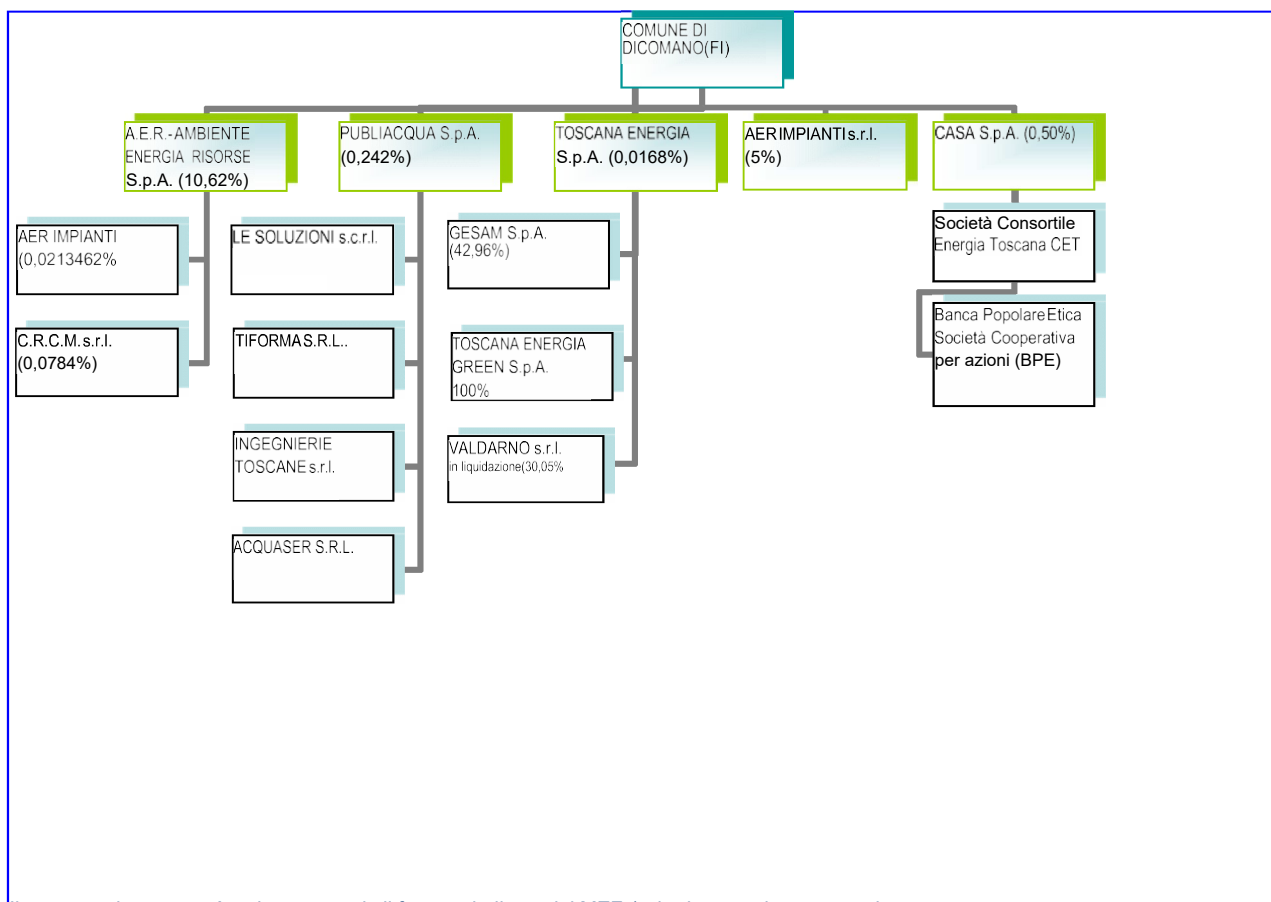 COMUNE DI
DICOMANO(FI)
A.E.R.-AMBIENTE
ENERGIA RISORSE
S.p.A. (10,62%)
PUBLIACQUA S.p.A.
(0,242%)
TOSCANA ENERGIA
S.p.A. (0,0168%)
AER IMPIANTI s.r.l.
(5%)
CASA S.p.A. (0,50%)
AER IMPIANTI
(0,0213462%
C.R.C.M. s.r.l.
(0,0784%)
LE SOLUZIONI s.c.r.l.
TIFORMA S.R.L..
INGEGNIERIE
TOSCANE s.r.l.
ACQUASER S.R.L.
GESAM S.p.A.
(42,96%)
TOSCANA ENERGIA
GREEN S.p.A.
100%
VALDARNO s.r.l.
in liquidazione(30,05%
Società Consortile
Energia Toscana CET
Banca Popolare Etica
Società Cooperativa
per azioni (BPE)